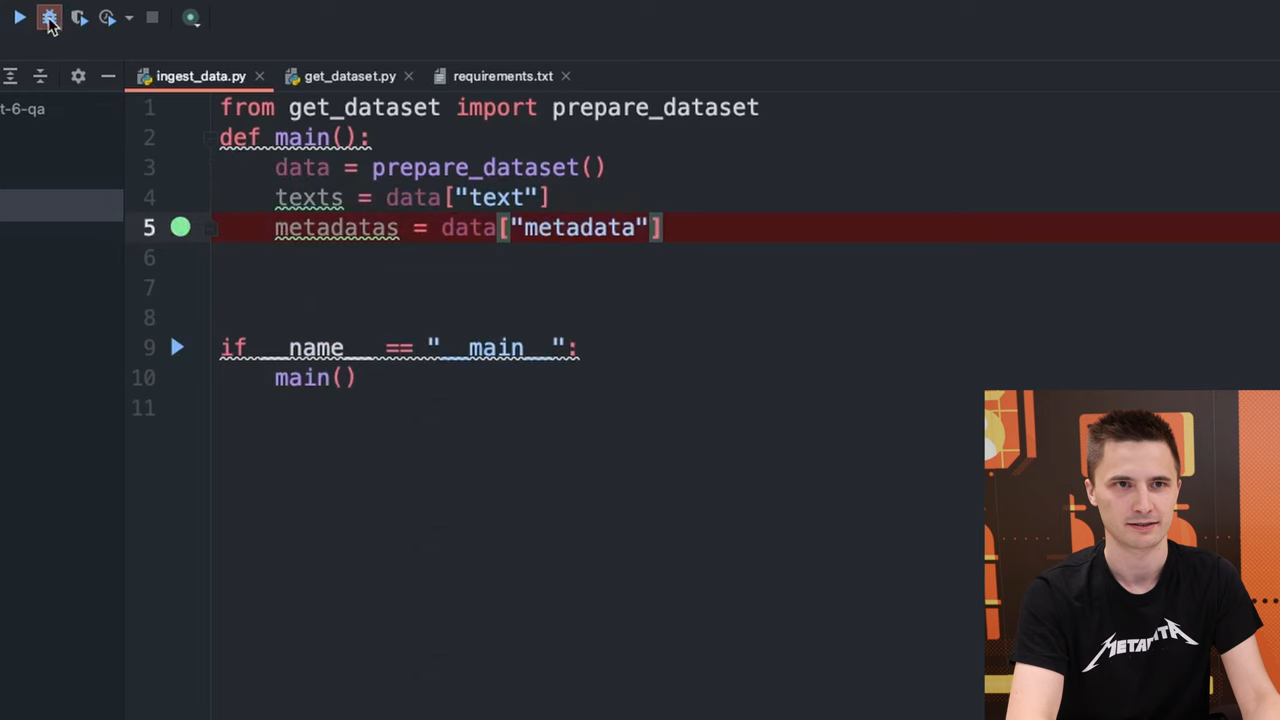 ingest_data.py get_dataset.py requirements.txt
t-6-qa
1 from get_dataset import prepare_dataset
2 def main():
3 data = prepare_dataset()
4 texts = data["text"]
5 metadatas = data["metadata"]
6
7
8
9 if __name__ == "__main__":
10 main()
11
METADATA